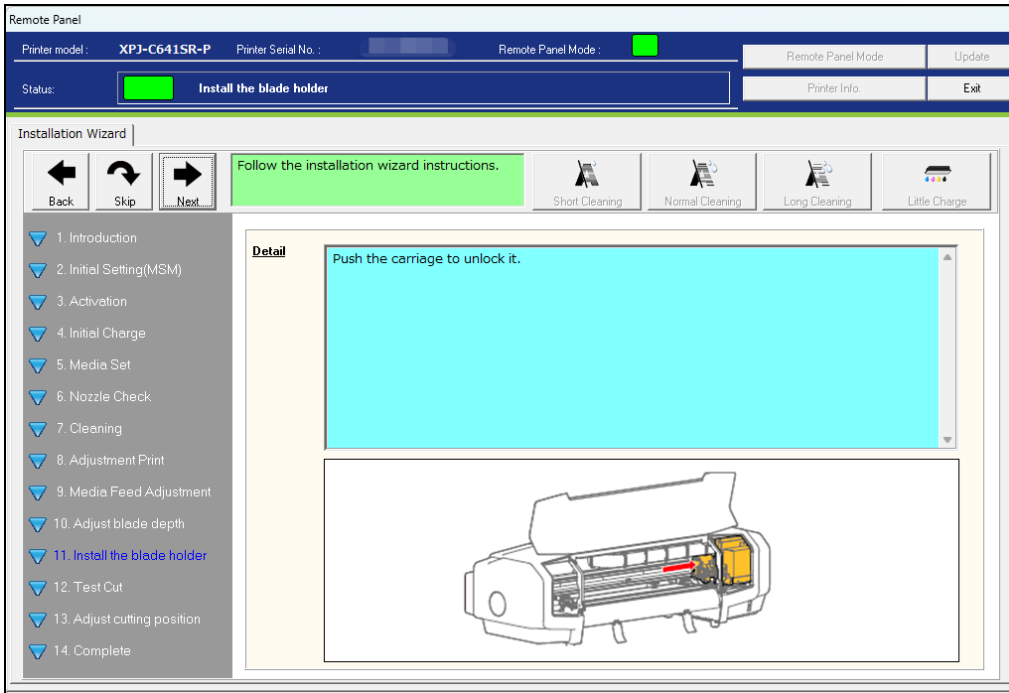 Remote Panel
Printer model : XPJ-C641SR-P Printer Serial No. : Remote Panel Mode :
Remote Panel Mode Update
Status: Install the blade holder
Printer Info. Exit
Installation Wizard
Follow the installation wizard instructions.
Back Skip Next Short Cleaning Normal Cleaning Long Cleaning Little Charge
1. Introduction
2. Initial Setting(MSM)
3. Activation
4. Initial Charge
5. Media Set
6. Nozzle Check
7. Cleaning
8. Adjustment Print
9. Media Feed Adjustment
10. Adjust blade depth
11. Install the blade holder
12. Test Cut
13. Adjust cutting position
14. Complete
Detail
Push the carriage to unlock it.